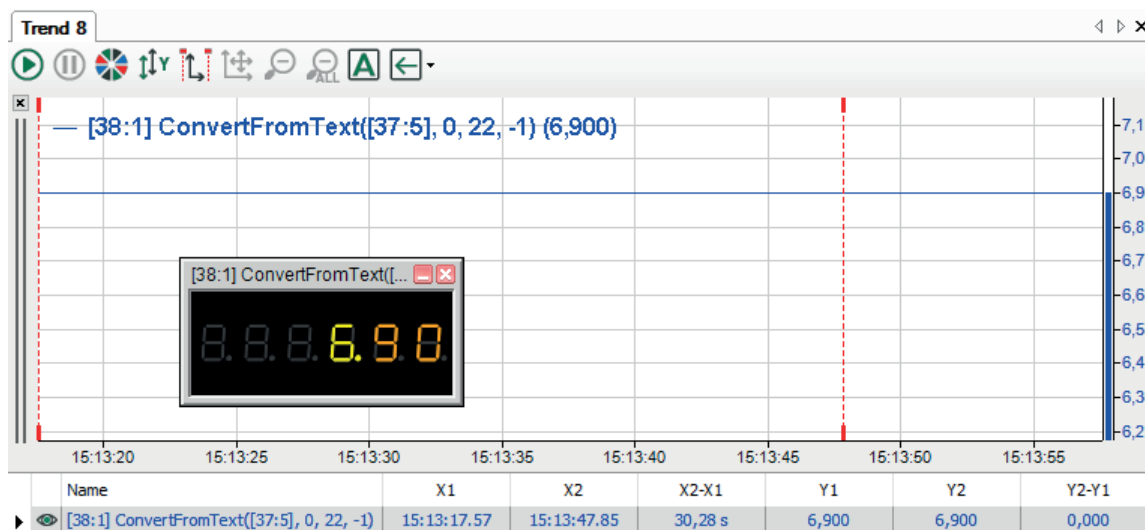 Trend 8
Y
ALL
A
[38:1] ConvertFromText([37:5], 0, 22, -1) (6,900)
7,1
7,0
6,9
6,8
6,7
6,6
6,5
6,4
6,3
6,2
[38:1] ConvertFromText([...
6.90
15:13:20 15:13:25 15:13:30 15:13:35 15:13:40 15:13:45 15:13:50 15:13:55
Name X1 X2 X2-X1 Y1 Y2 Y2-Y1
[38:1] ConvertFromText([37:5], 0, 22, -1) 15:13:17.57 15:13:47.85 30,28 s 6,900 6,900 0,000